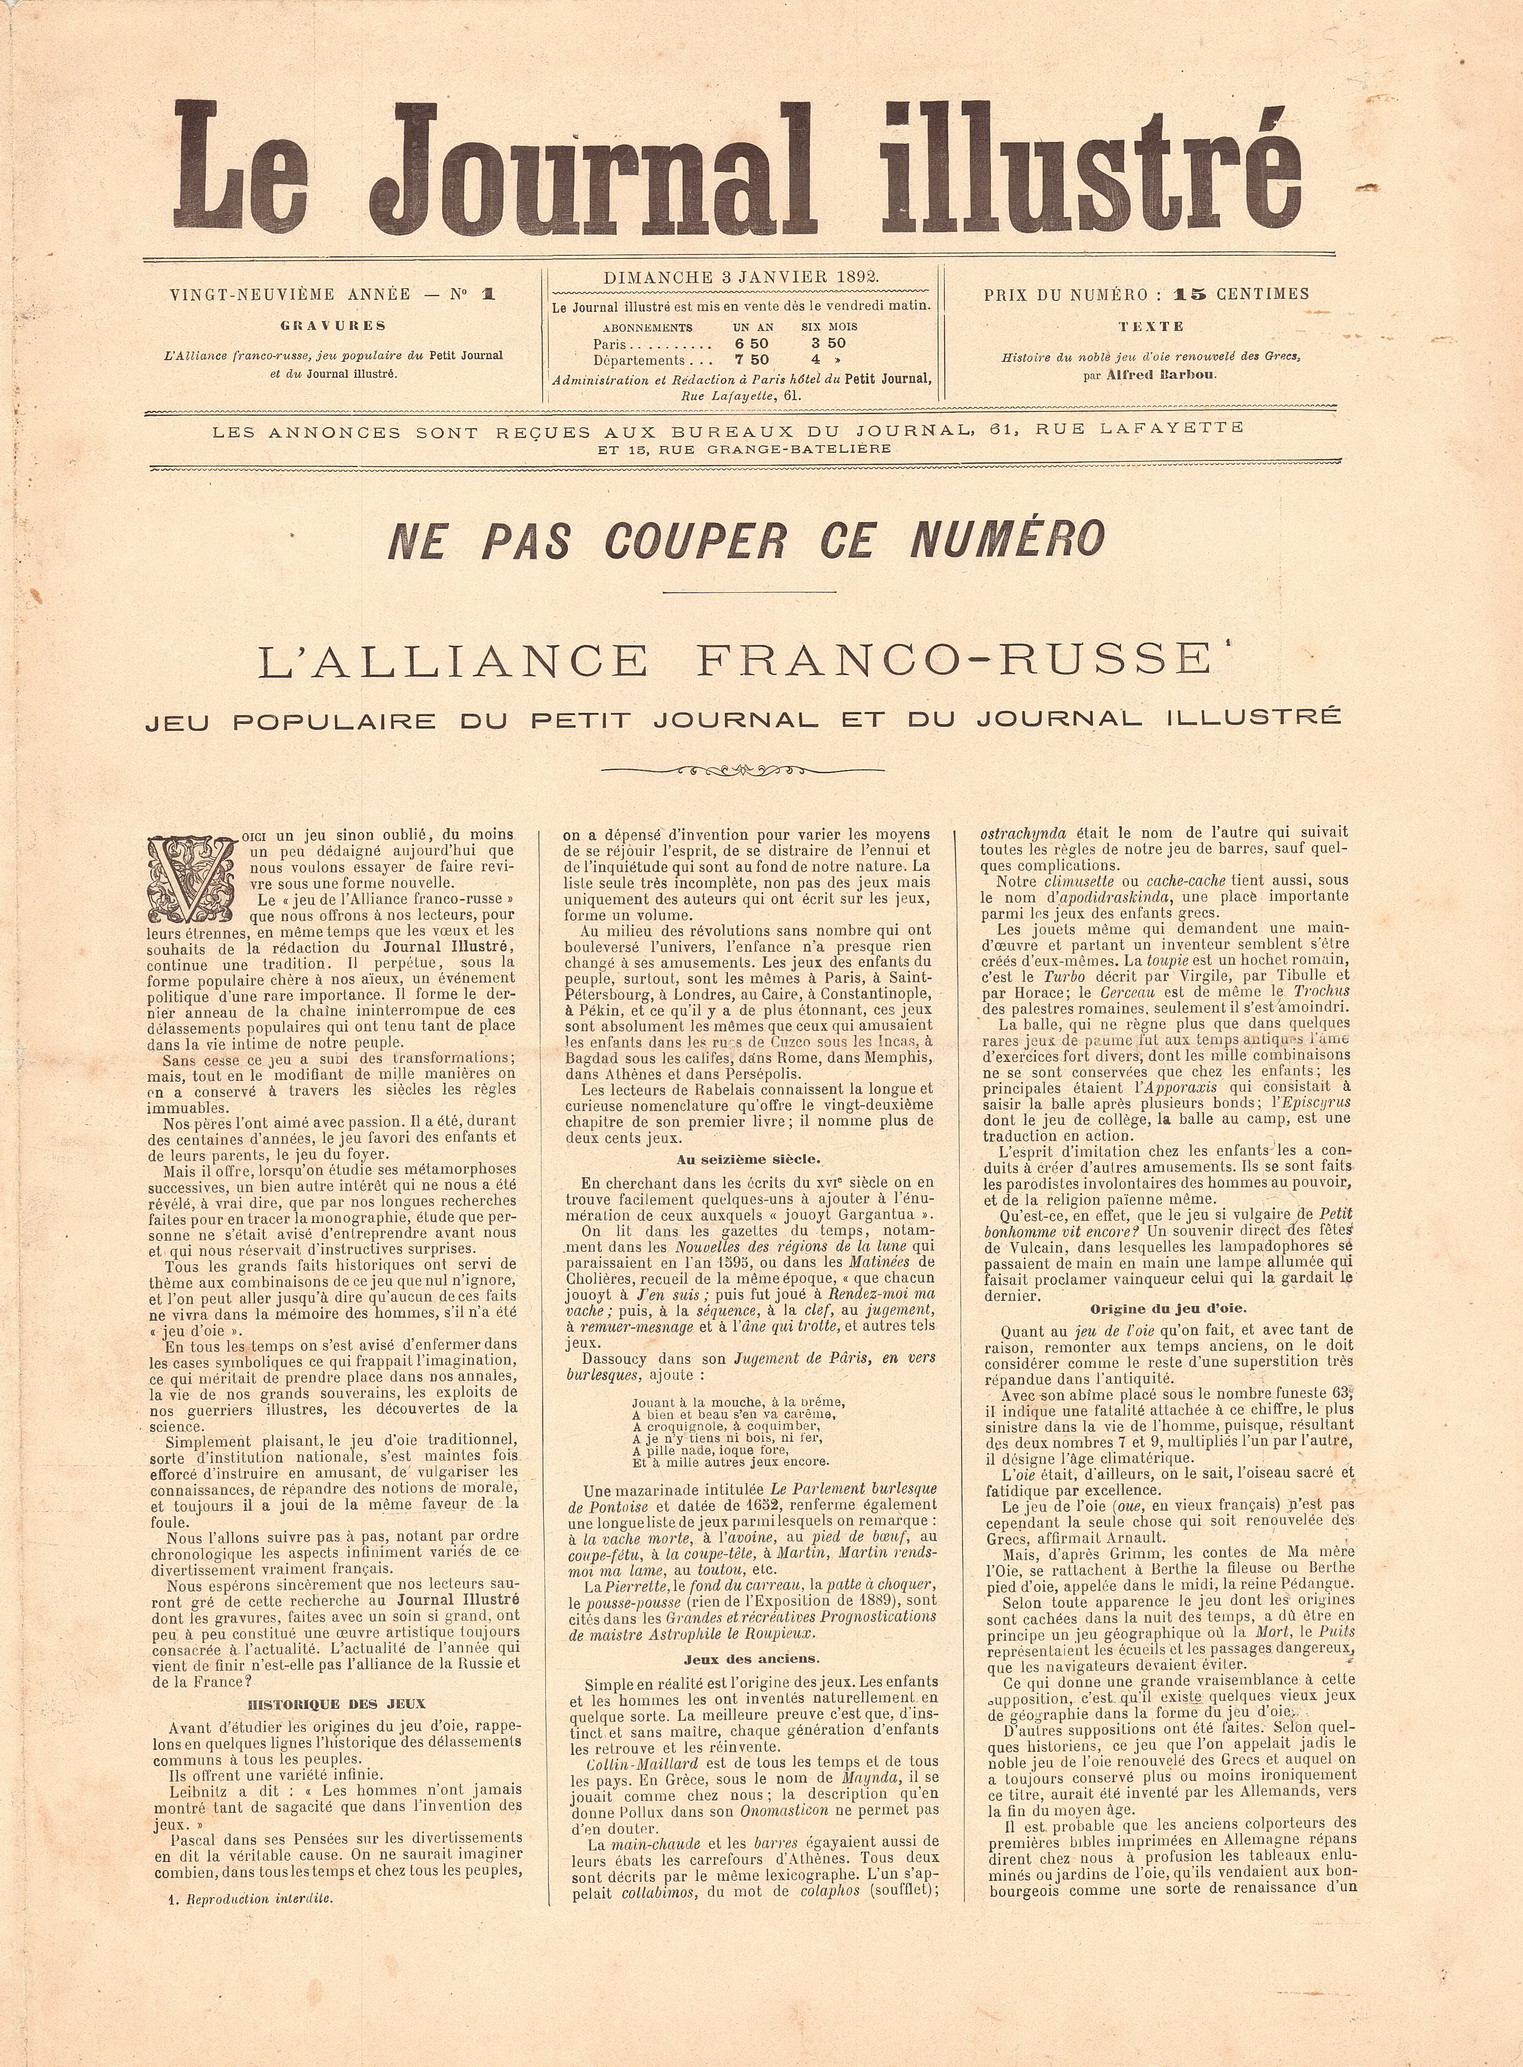 Le Journal illustré
VINGT-NEUVIÈME ANNÉE — Nº 1
GRAVURES
L'Alliance franco-russe, jeu populaire du Petit Journal
et du Journal illustré.
DIMANCHE 3 JANVIER 1892.
Le Journal illustré est mis en vente dès le vendredi matin.
ABONNEMENTS UN AN SIX MOIS
Paris.......... 6 50 3 50
Départements... 7 50 4 »
Administration et Rédaction à Paris hôtel du Petit Journal,
Rue Lafayette, 61.
PRIX DU NUMÉRO : 15 CENTIMES
TEXTE
Histoire du noble jeu d'oie renouvelé des Grecs,
par Alfred Barbou.
LES ANNONCES SONT REÇUES AUX BUREAUX DU JOURNAL, 61, RUE LAFAYETTE
ET 15, RUE GRANGE-BATELIÈRE
NE PAS COUPER CE NUMÉRO
L'ALLIANCE FRANCO-RUSSE¹
JEU POPULAIRE DU PETIT JOURNAL ET DU JOURNAL ILLUSTRÉ
VOICI un jeu sinon oublié, du moins
un peu dédaigné aujourd'hui que
nous voulons essayer de faire revi-
vre sous une forme nouvelle.
Le « jeu de l'Alliance franco-russe »
que nous offrons à nos lecteurs, pour
leurs étrennes, en même temps que les vœux et les
souhaits de la rédaction du Journal Illustré,
continue une tradition. Il perpétue, sous la
forme populaire chère à nos aïeux, un événement
politique d'une rare importance. Il forme le der-
nier anneau de la chaîne ininterrompue de ces
délassements populaires qui ont tenu tant de place
dans la vie intime de notre peuple.
Sans cesse ce jeu a subi des transformations;
mais, tout en le modifiant de mille manières on
en a conservé à travers les siècles les règles
immuables.
Nos pères l'ont aimé avec passion. Il a été, durant
des centaines d'années, le jeu favori des enfants et
de leurs parents, le jeu du foyer.
Mais il offre, lorsqu'on étudie ses métamorphoses
successives, un bien autre intérêt qui ne nous a été
révélé, à vrai dire, que par nos longues recherches
faites pour en tracer la monographie, étude que per-
sonne ne s'était avisé d'entreprendre avant nous
et qui nous réservait d'instructives surprises.
Tous les grands faits historiques ont servi de
thème aux combinaisons de ce jeu que nul n'ignore,
et l'on peut aller jusqu'à dire qu'aucun de ces faits
ne vivra dans la mémoire des hommes, s'il n'a été
« jeu d'oie ».
En tous les temps on s'est avisé d'enfermer dans
les cases symboliques ce qui frappait l'imagination,
ce qui méritait de prendre place dans nos annales,
la vie de nos grands souverains, les exploits de
nos guerriers illustres, les découvertes de la
science.
Simplement plaisant, le jeu d'oie traditionnel,
sorte d'institution nationale, s'est maintes fois
efforcé d'instruire en amusant, de vulgariser les
connaissances, de répandre des notions de morale,
et toujours il a joui de la même faveur de la
foule.
Nous l'allons suivre pas à pas, notant par ordre
chronologique les aspects infiniment variés de ce
divertissement vraiment français.
Nous espérons sincèrement que nos lecteurs sau-
ront gré de cette recherche au Journal Illustré
dont les gravures, faites avec un soin si grand, ont
peu à peu constitué une œuvre artistique toujours
consacrée à l'actualité. L'actualité de l'année qui
vient de finir n'est-elle pas l'alliance de la Russie et
de la France?
HISTORIQUE DES JEUX
Avant d'étudier les origines du jeu d'oie, rappe-
lons en quelques lignes l'historique des délassements
communs à tous les peuples.
Ils offrent une variété infinie.
Leibnitz a dit : « Les hommes n'ont jamais
montré tant de sagacité que dans l'invention des
jeux. »
Pascal dans ses Pensées sur les divertissements
en dit la véritable cause. On ne saurait imaginer
combien, dans tous les temps et chez tous les peuples,
1. Reproduction interdite.
on a dépensé d'invention pour varier les moyens
de se réjouir l'esprit, de se distraire de l'ennui et
de l'inquiétude qui sont au fond de notre nature. La
liste seule très incomplète, non pas des jeux mais
uniquement des auteurs qui ont écrit sur les jeux,
forme un volume.
Au milieu des révolutions sans nombre qui ont
bouleversé l'univers, l'enfance n'a presque rien
changé à ses amusements. Les jeux des enfants du
peuple, surtout, sont les mêmes à Paris, à Saint-
Pétersbourg, à Londres, au Caire, à Constantinople,
à Pékin, et ce qu'il y a de plus étonnant, ces jeux
sont absolument les mêmes que ceux qui amusaient
les enfants dans les rues de Cuzco sous les Incas, à
Bagdad sous les califes, dans Rome, dans Memphis,
dans Athènes et dans Persépolis.
Les lecteurs de Rabelais connaissent la longue et
curieuse nomenclature qu'offre le vingt-deuxième
chapitre de son premier livre; il nomme plus de
deux cents jeux.
Au seizième siècle.
En cherchant dans les écrits du XVIe siècle on en
trouve facilement quelques-uns à ajouter à l'énu-
mération de ceux auxquels « jouoyt Gargantua ».
On lit dans les gazettes du temps, notam-
ment dans les Nouvelles des régions de la lune qui
paraissaient en l'an 1595, ou dans les Matinées de
Cholières, recueil de la même époque, « que chacun
jouoyt à J'en suis; puis fut joué à Rendez-moi ma
vache; puis, à la séquence, à la clef, au jugement,
à remuer-mesnage et à l'âne qui trotte, et autres tels
jeux.
Dassoucy dans son Jugement de Pâris, en vers
burlesques, ajoute :
Jouant à la mouche, à la brême,
A bien et beau s'en va carême,
A croquignole, à coquimber,
A je n'y tiens ni bois, ni fer,
A pille nade, ioque fore,
Et à mille autres jeux encore.
Une mazarinade intitulée Le Parlement burlesque
de Pontoise et datée de 1652, renferme également
une longue liste de jeux parmi lesquels on remarque :
à la vache morte, à l'avoine, au pied de bœuf, au
coupe-fétu, à la coupe-tête, à Martin, Martin rends-
moi ma lame, au toutou, etc.
La Pierrette, le fond du carreau, la patte à choquer,
le pousse-pousse (rien de l'Exposition de 1889), sont
cités dans les Grandes et récréatives Prognostications
de maistre Astrophile le Roupieux.
Jeux des anciens.
Simple en réalité est l'origine des jeux. Les enfants
et les hommes les ont inventés naturellement en
quelque sorte. La meilleure preuve c'est que, d'ins-
tinct et sans maître, chaque génération d'enfants
les retrouve et les réinvente.
Collin-Maillard est de tous les temps et de tous
les pays. En Grèce, sous le nom de Maynda, il se
jouait comme chez nous; la description qu'en
donne Pollux dans son Onomasticon ne permet pas
d'en douter.
La main-chaude et les barres égayaient aussi de
leurs ébats les carrefours d'Athènes. Tous deux
sont décrits par le même lexicographe. L'un s'ap-
pelait collabimos, du mot de colaphos (soufflet);
ostrachynda était le nom de l'autre qui suivait
toutes les règles de notre jeu de barres, sauf quel-
ques complications.
Notre climusette ou cache-cache tient aussi, sous
le nom d'apodidraskinda, une place importante
parmi les jeux des enfants grecs.
Les jouets même qui demandent une main-
d'œuvre et partant un inventeur semblent s'être
créés d'eux-mêmes. La toupie est un hochet romain,
c'est le Turbo décrit par Virgile, par Tibulle et
par Horace; le Cerceau est de même le Trochus
des palestres romaines, seulement il s'est amoindri.
La balle, qui ne règne plus que dans quelques
rares jeux de paume fut aux temps antiques l'âme
d'exercices fort divers, dont les mille combinaisons
ne se sont conservées que chez les enfants; les
principales étaient l'Apporaxis qui consistait à
saisir la balle après plusieurs bonds; l'Episcyrus
dont le jeu de collège, la balle au camp, est une
traduction en action.
L'esprit d'imitation chez les enfants les a con-
duits à créer d'autres amusements. Ils se sont faits
les parodistes involontaires des hommes au pouvoir,
et de la religion païenne même.
Qu'est-ce, en effet, que le jeu si vulgaire de Petit
bonhomme vit encore? Un souvenir direct des fêtes
de Vulcain, dans lesquelles les lampadophores se
passaient de main en main une lampe allumée qui
faisait proclamer vainqueur celui qui la gardait le
dernier.
Origine du jeu d'oie.
Quant au jeu de l'oie qu'on fait, et avec tant de
raison, remonter aux temps anciens, on le doit
considérer comme le reste d'une superstition très
répandue dans l'antiquité.
Avec son abîme placé sous le nombre funeste 63,
il indique une fatalité attachée à ce chiffre, le plus
sinistre dans la vie de l'homme, puisque, résultant
des deux nombres 7 et 9, multipliés l'un par l'autre,
il désigne l'âge climatérique.
L'oie était, d'ailleurs, on le sait, l'oiseau sacré et
fatidique par excellence.
Le jeu de l'oie (oue, en vieux français) n'est pas
cependant la seule chose qui soit renouvelée des
Grecs, affirmait Arnault.
Mais, d'après Grimm, les contes de Ma mère
l'Oie, se rattachent à Berthe la fileuse ou Berthe
pied d'oie, appelée dans le midi, la reine Pédangue.
Selon toute apparence le jeu dont les origines
sont cachées dans la nuit des temps, a dû être en
principe un jeu géographique où la Mort, le Puits
représentaient les écueils et les passages dangereux,
que les navigateurs devaient éviter.
Ce qui donne une grande vraisemblance à cette
supposition, c'est qu'il existe quelques vieux jeux
de géographie dans la forme du jeu d'oie.
D'autres suppositions ont été faites. Selon quel-
ques historiens, ce jeu que l'on appelait jadis le
noble jeu de l'oie renouvelé des Grecs et auquel on
a toujours conservé plus ou moins ironiquement
ce titre, aurait été inventé par les Allemands, vers
la fin du moyen âge.
Il est probable que les anciens colporteurs des
premières bibles imprimées en Allemagne répans
dirent chez nous à profusion les tableaux enlu-
minés ou jardins de l'oie, qu'ils vendaient aux bon-
bourgeois comme une sorte de renaissance d'un